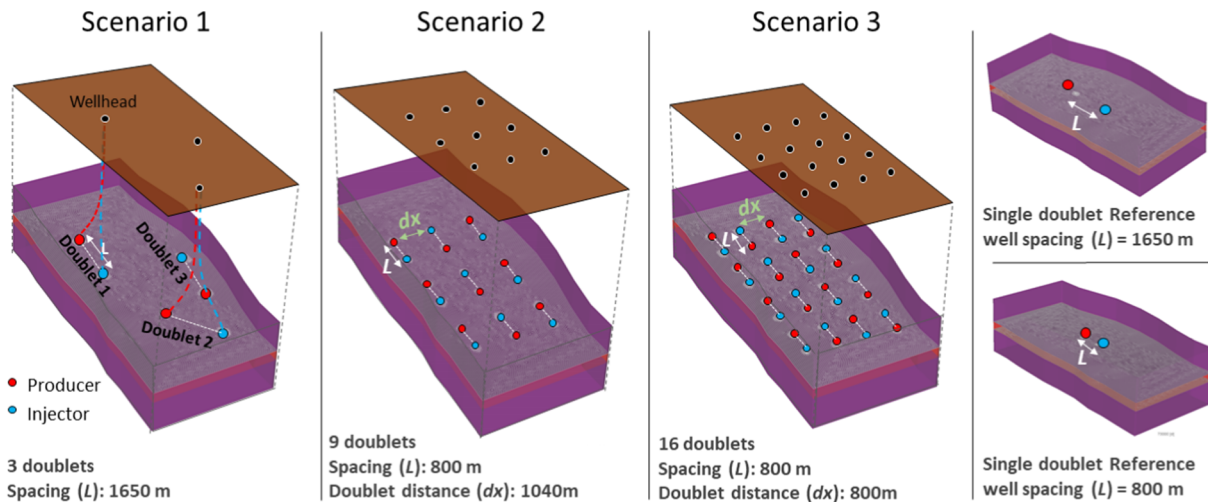 Scenario 1
Wellhead
L
Doublet 1
Doublet 3
Doublet 2
Producer
Injector
3 doublets
Spacing (L): 1650 m
Scenario 2
dx
L
9 doublets
Spacing (L): 800 m
Doublet distance (dx): 1040m
Scenario 3
dx
L
16 doublets
Spacing (L): 800 m
Doublet distance (dx): 800m
L
Single doublet Reference
well spacing (L) = 1650 m
L
Single doublet Reference
well spacing (L) = 800 m